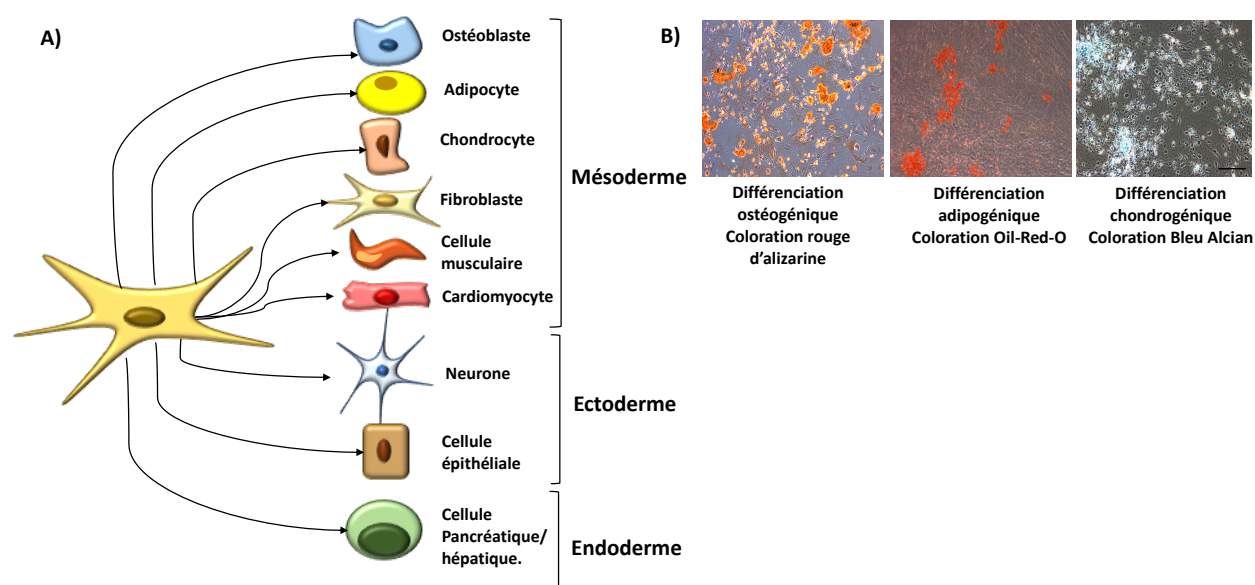 A)
Ostéoblaste
Adipocyte
Chondrocyte
Fibroblaste
Cellule
musculaire
Cardiomyocyte
Mésoderme
Neurone
Cellule
épithéliale
Ectoderme
Cellule
Pancréatique/
hépatique.
Endoderme
B)
Différenciation
ostéogénique
Coloration rouge
d'alizarine
Différenciation
adipogénique
Coloration Oil-Red-O
Différenciation
chondrogénique
Coloration Bleu Alcian